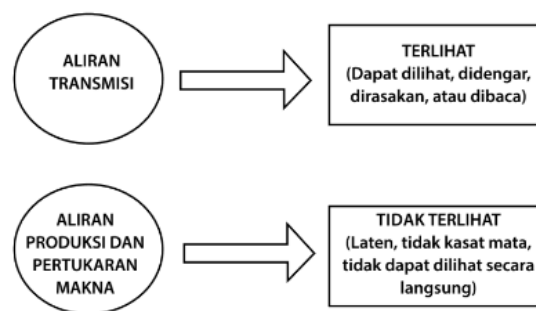 ALIRAN
TRANSMISI
TERLIHAT
(Dapat dilihat, didengar,
dirasakan, atau dibaca)
ALIRAN
PRODUKSI DAN
PERTUKARAN
MAKNA
TIDAK TERLIHAT
(Laten, tidak kasat mata,
tidak dapat dilihat secara
langsung)